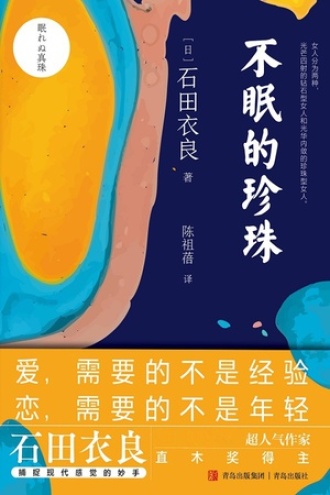 眠れぬ真珠
［日］石田衣良 著
不眠的珍珠
女人分为两种，
光芒四射的钻石型女人和光华内敛的珍珠型女人。
陈祖蓓 译
爱，需要的不是经验
恋，需要的不是年轻
石田衣良
捕捉现代感觉的妙手
超人气作家
直木奖得主
青岛出版集团｜青岛出版社